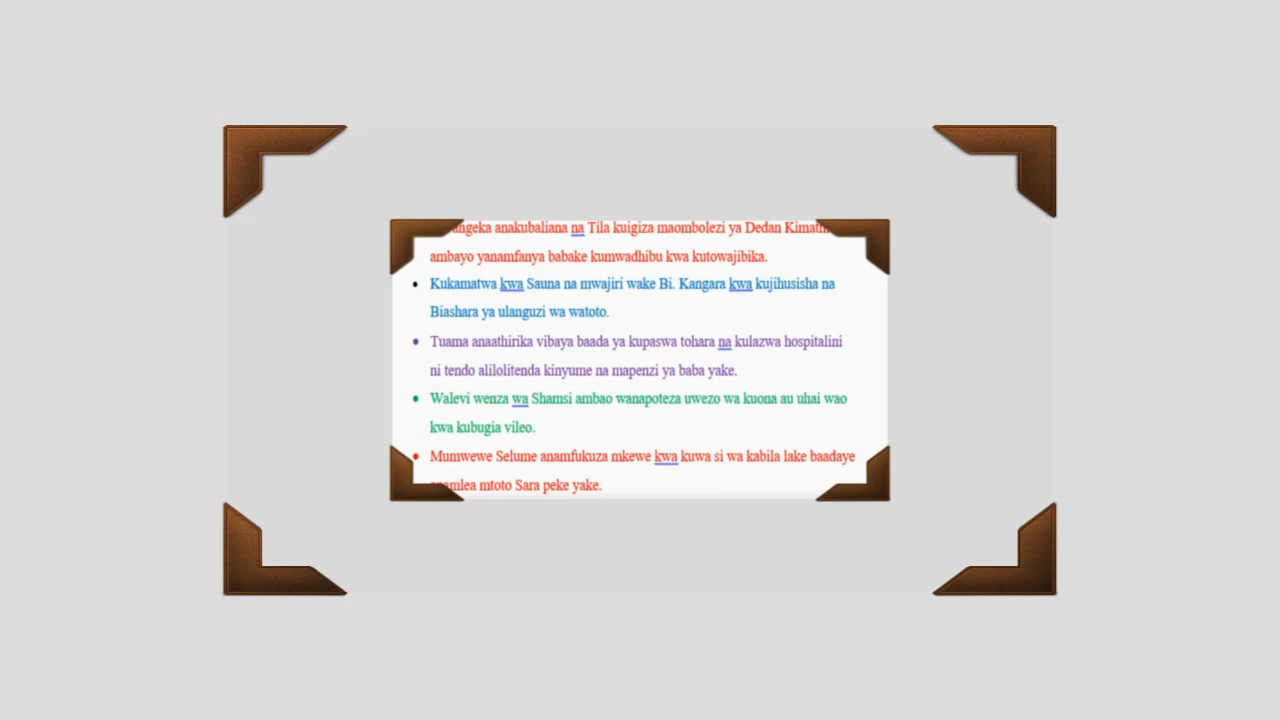 anakubaliana na Tila kuigiza maombolezi ya Dedan
ambayo yanamfanya babake kumwadhibu kwa kutowajibika.
• Kukamatwa kwa Sauna na mwajiri wake Bi. Kangara kwa kujihusisha na
Biashara ya ulanguzi wa watoto.
• Tuama anaathirika vibaya baada ya kupaswa tohara na kulazwa hospitalini
ni tendo alilolitenda kinyume na mapenzi ya baba yake.
• Walevi wenza wa Shamsi ambao wanapoteza uwezo wa kuona au uhai wao
kwa kubugia vileo.
• Mumwewe Selume anamfukuza mkewe kwa kuwa si wa kabila lake baadaye
mtoto Sara peke yake.